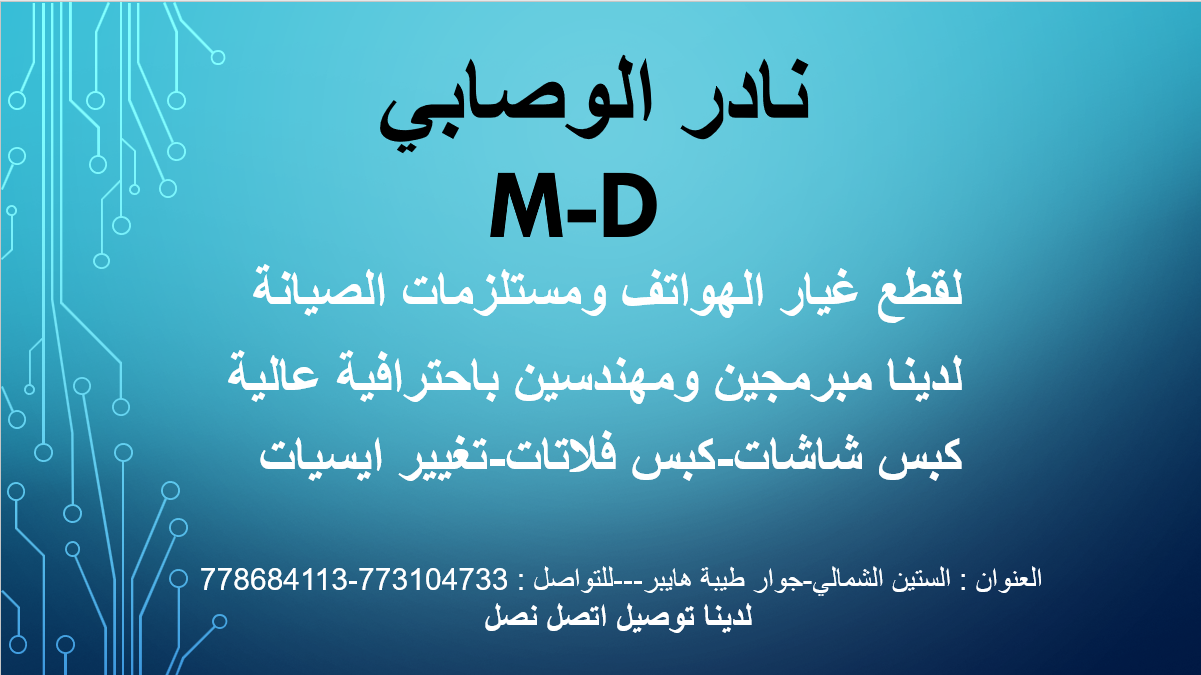 نادر الوصابي
M-D
لقطع غيار الهواتف ومستلزمات الصيانة
لدينا مبرمجين ومهندسين باحترافية عالية
كبس شاشات-كبس فلاتات-تغيير ايسيات
العنوان : الستين الشمالي-جوار طيبة هايبر---للتواصل : 773104733-778684113
لدينا توصيل اتصل نصل